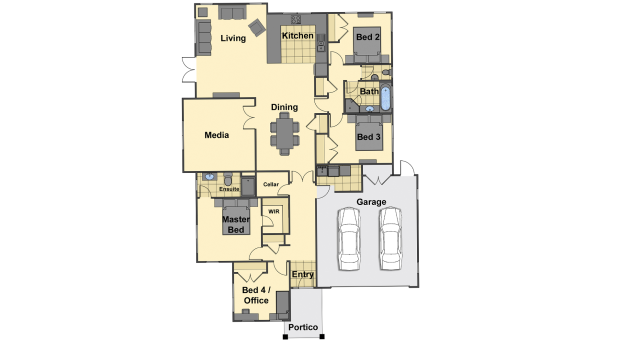 Living
Kitchen
Bed 2
Bath
Dining
Media
Bed 3
Ensuite
Cellar
WIR
Garage
Master
Bed
Entry
Bed 4 /
Office
Portico